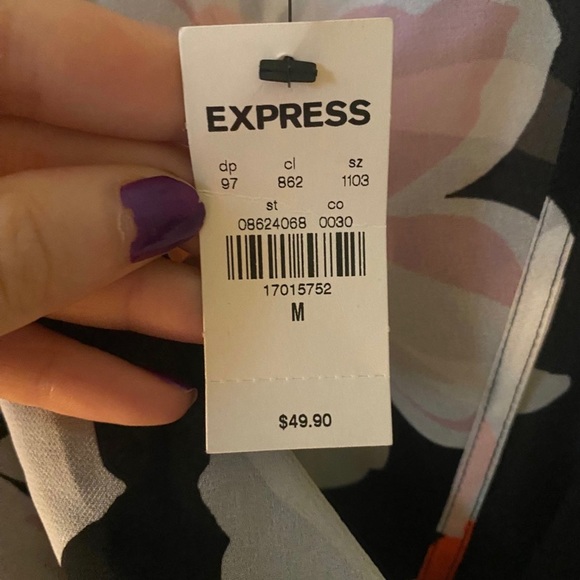 EXPRESS
dp cl sz
97 862 1103
st co
08624068 0030
17015752
M
$49.90